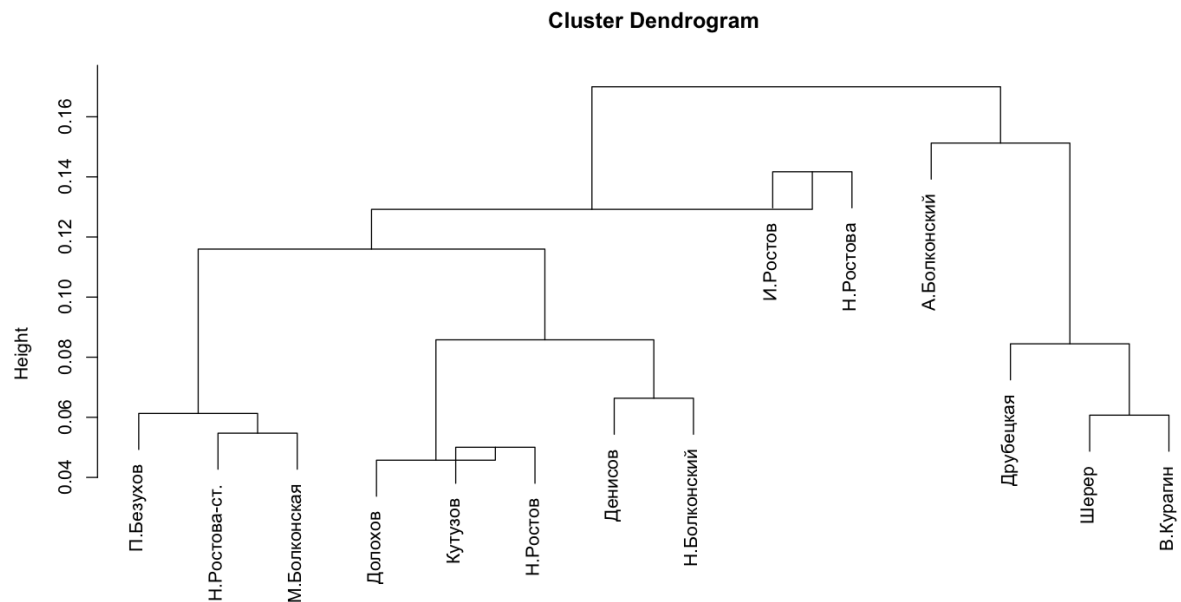 Cluster Dendrogram
Height
0.16
0.14
0.12
0.10
0.08
0.06
0.04
П.Безухов
Н.Ростова-ст.
М.Болконская
Долохов
Кутузов
Н.Ростов
Денисов
Н.Болконский
И.Ростов
Н.Ростова
А.Болконский
Друбецкая
Шерер
В.Курагин